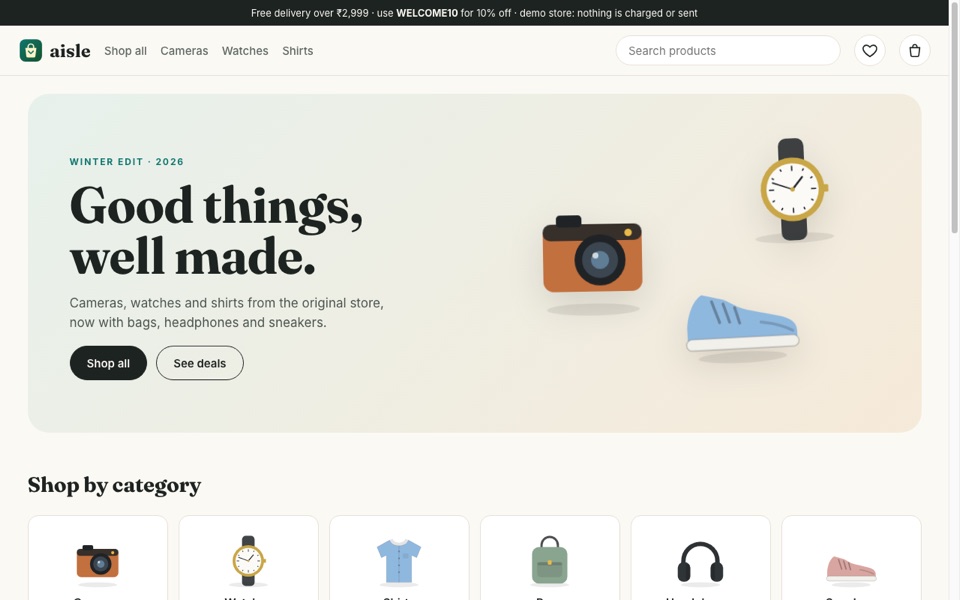 Free delivery over ₹2,999 · use WELCOME10 for 10% off · demo store: nothing is charged or sent
aisle
Shop all
Cameras
Watches
Shirts
Search products
WINTER EDIT · 2026
Good things,
well made.
Cameras, watches and shirts from the original store,
now with bags, headphones and sneakers.
Shop all
See deals
Shop by category